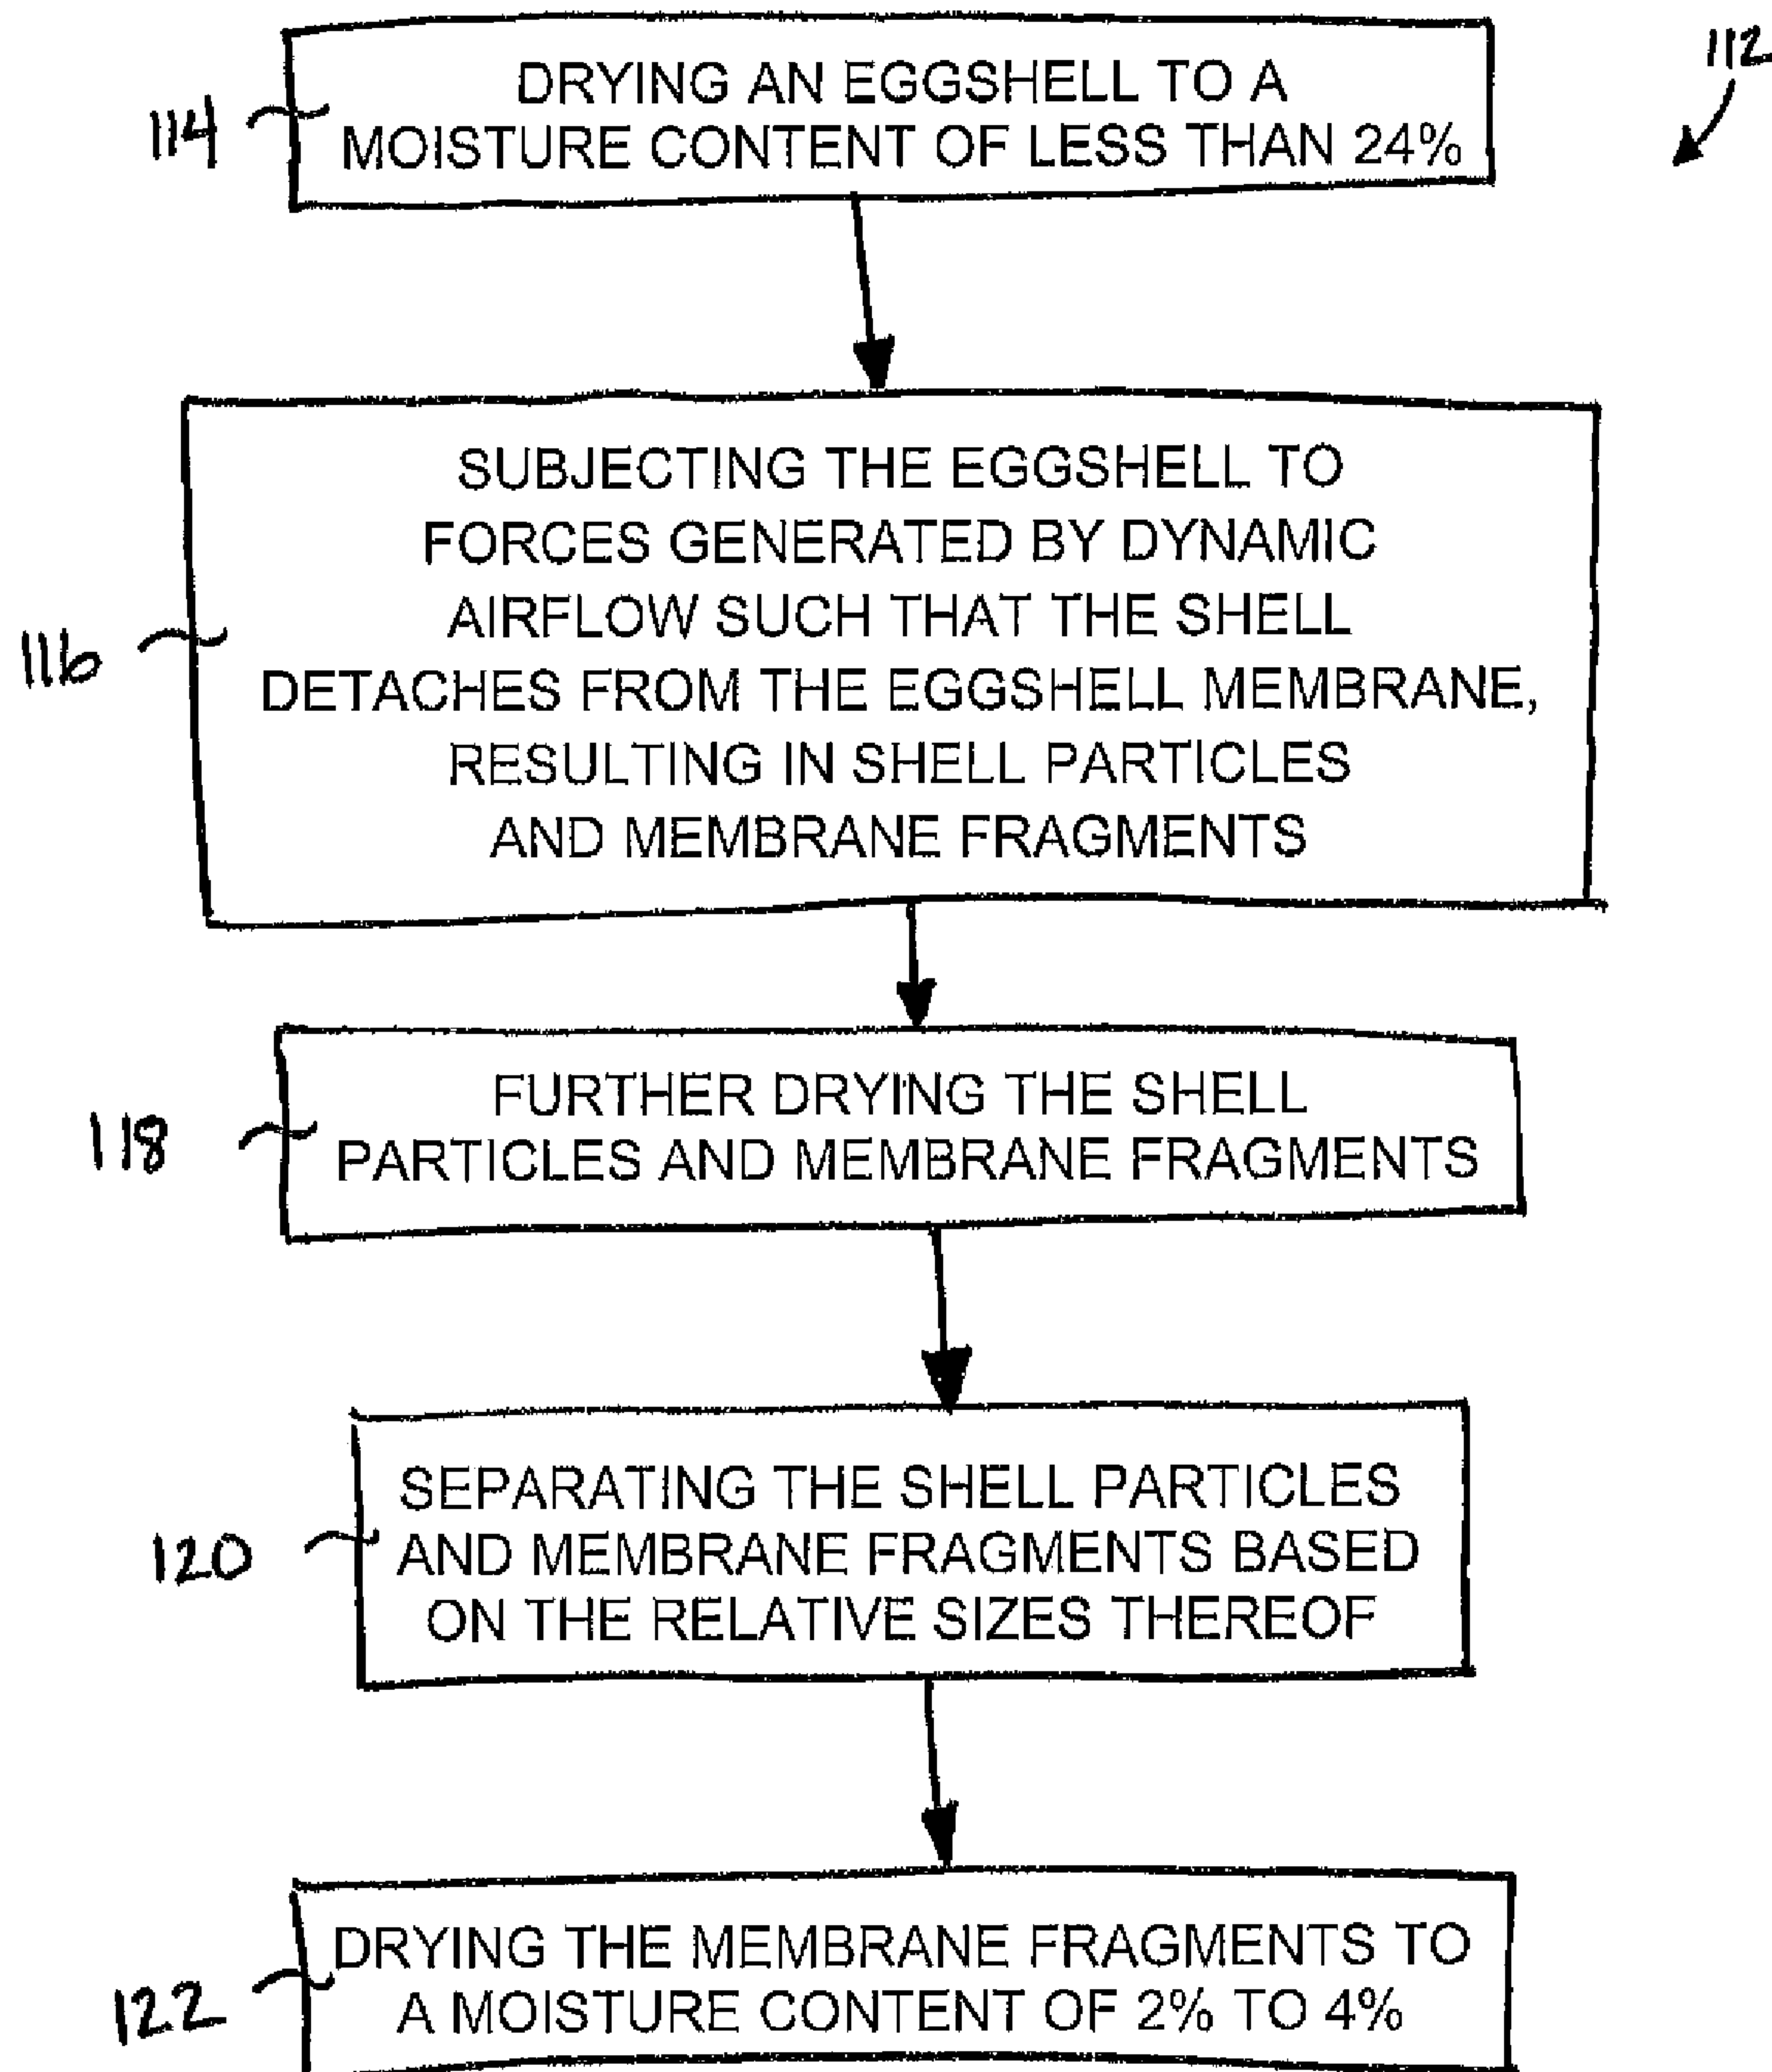 112
114
DRYING AN EGGSHELL TO A
MOISTURE CONTENT OF LESS THAN 24%
116
SUBJECTING THE EGGSHELL TO
FORCES GENERATED BY DYNAMIC
AIRFLOW SUCH THAT THE SHELL
DETACHES FROM THE EGGSHELL MEMBRANE,
RESULTING IN SHELL PARTICLES
AND MEMBRANE FRAGMENTS
118
FURTHER DRYING THE SHELL
PARTICLES AND MEMBRANE FRAGMENTS
120
SEPARATING THE SHELL PARTICLES
AND MEMBRANE FRAGMENTS BASED
ON THE RELATIVE SIZES THEREOF
122
DRYING THE MEMBRANE FRAGMENTS TO
A MOISTURE CONTENT OF 2% TO 4%